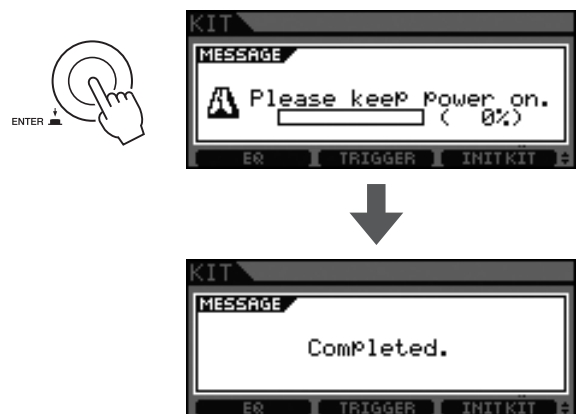 KIT
MESSAGE
Please keep power on.
( 0%)
EQ TRIGGER INITKIT
ENTER
KIT
MESSAGE
Completed.
EQ TRIGGER INITKIT